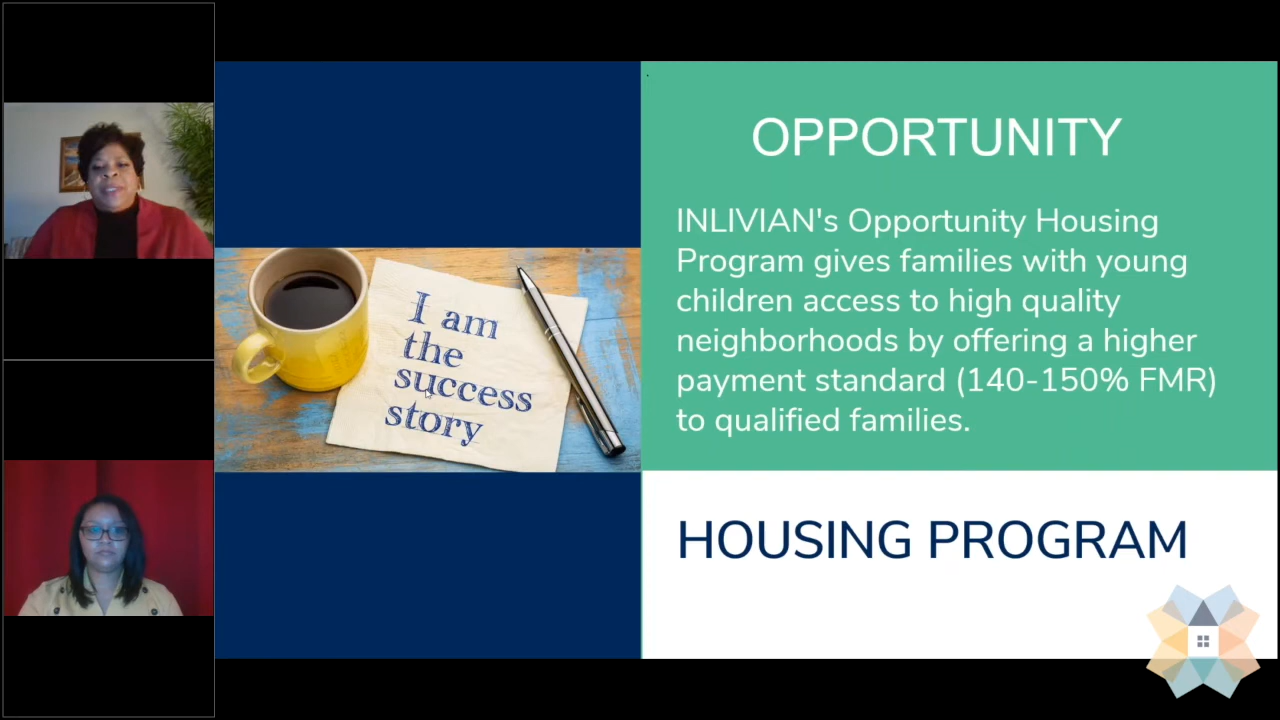 OPPORTUNITY
INLIVIAN's Opportunity Housing
Program gives families with young
children access to high quality
neighborhoods by offering a higher
payment standard (140-150% FMR)
to qualified families.
I am
the
success
story
HOUSING PROGRAM